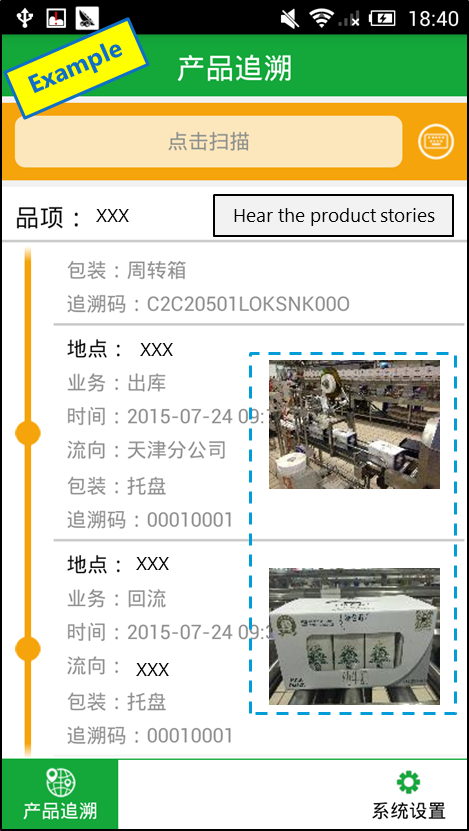 18:40
Example
产品追溯
点击扫描
品项： XXX
Hear the product stories
包装：周转箱
追溯码：C2C20501LOKSNK00O
地点： XXX
业务：出库
时间：2015-07-24 09:
流向：天津分公司
包装：托盘
追溯码：00010001
地点： XXX
业务：回流
时间：2015-07-24 09:
流向： XXX
包装：托盘
追溯码：00010001
产品追溯
系统设置